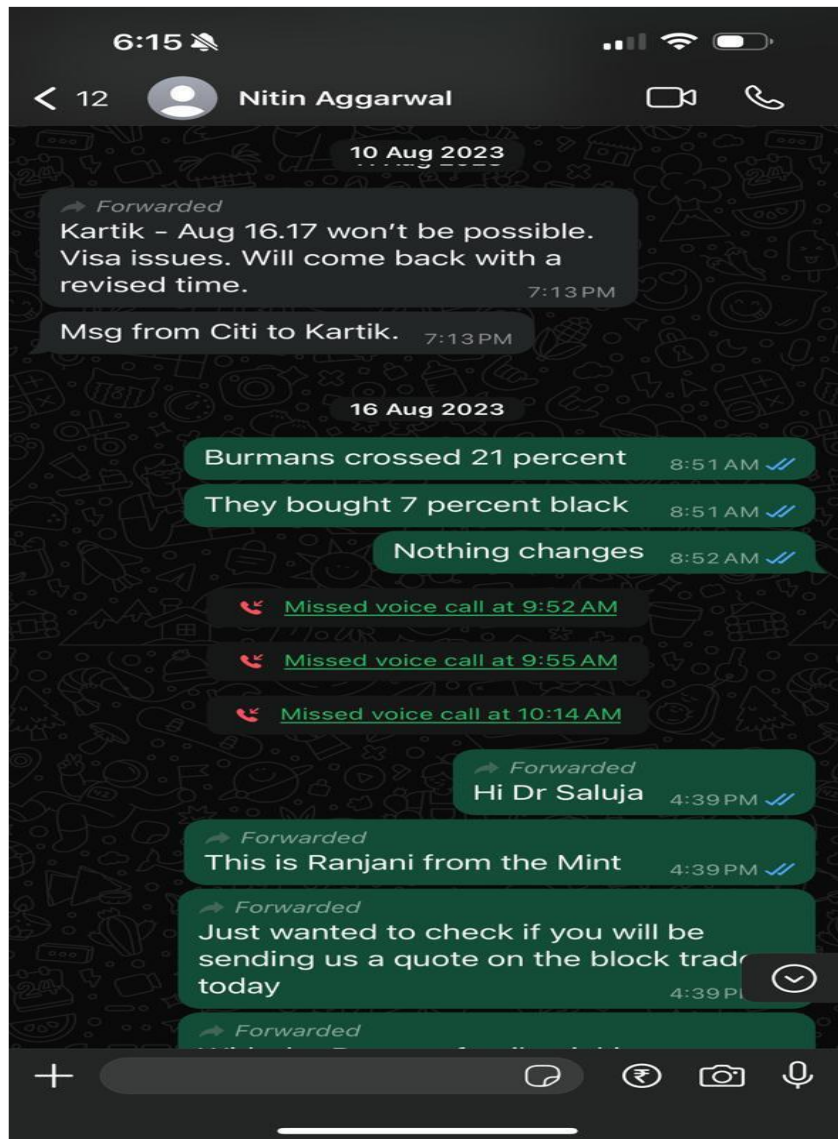 6:15
12 Nitin Aggarwal
10 Aug 2023
Forwarded
Kartik - Aug 16.17 won't be possible.
Visa issues. Will come back with a
revised time. 7:13 PM
Msg from Citi to Kartik. 7:13 PM
16 Aug 2023
Burmans crossed 21 percent 8:51 AM
They bought 7 percent black 8:51 AM
Nothing changes 8:52 AM
Missed voice call at 9:52 AM
Missed voice call at 9:55 AM
Missed voice call at 10:14 AM
Forwarded
Hi Dr Saluja 4:39 PM
Forwarded
This is Ranjani from the Mint 4:39 PM
Forwarded
Just wanted to check if you will be
sending us a quote on the block
today 4:39
Forwarded
₹